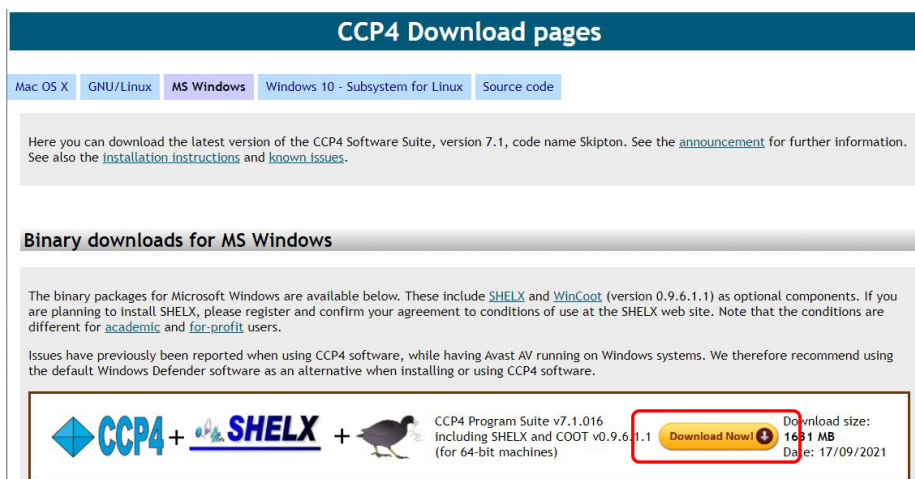 CCP4 Download pages
Mac OS X GNU/Linux MS Windows Windows 10 - Subsystem for Linux Source code
Here you can download the latest version of the CCP4 Software Suite, version 7.1, code name Skipton. See the announcement for further information.
See also the installation instructions and known issues.
Binary downloads for MS Windows
The binary packages for Microsoft Windows are available below. These include SHELX and WinCoot (version 0.9.6.1.1) as optional components. If you
are planning to install SHELX, please register and confirm your agreement to conditions of use at the SHELX web site. Note that the conditions are
different for academic and for-profit users.
Issues have previously been reported when using CCP4 software, while having Avast AV running on Windows systems. We therefore recommend using
the default Windows Defender software as an alternative when installing or using CCP4 software.
CCP4 + SHELX +
CCP4 Program Suite v7.1.016
including SHELX and COOT v0.9.6.1.1
(for 64-bit machines)
Download Now!
Download size:
1631 MB
Date: 17/09/2021